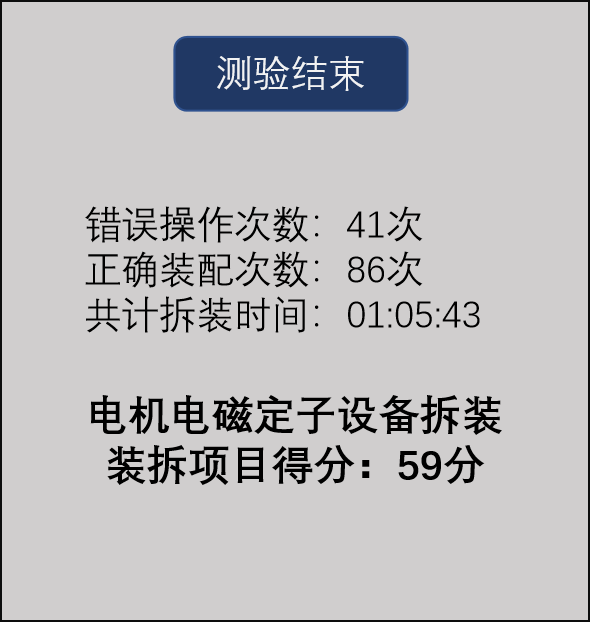 测验结束
错误操作次数：41次
正确装配次数：86次
共计拆装时间：01:05:43
电机电磁定子设备拆装
装拆项目得分：59分